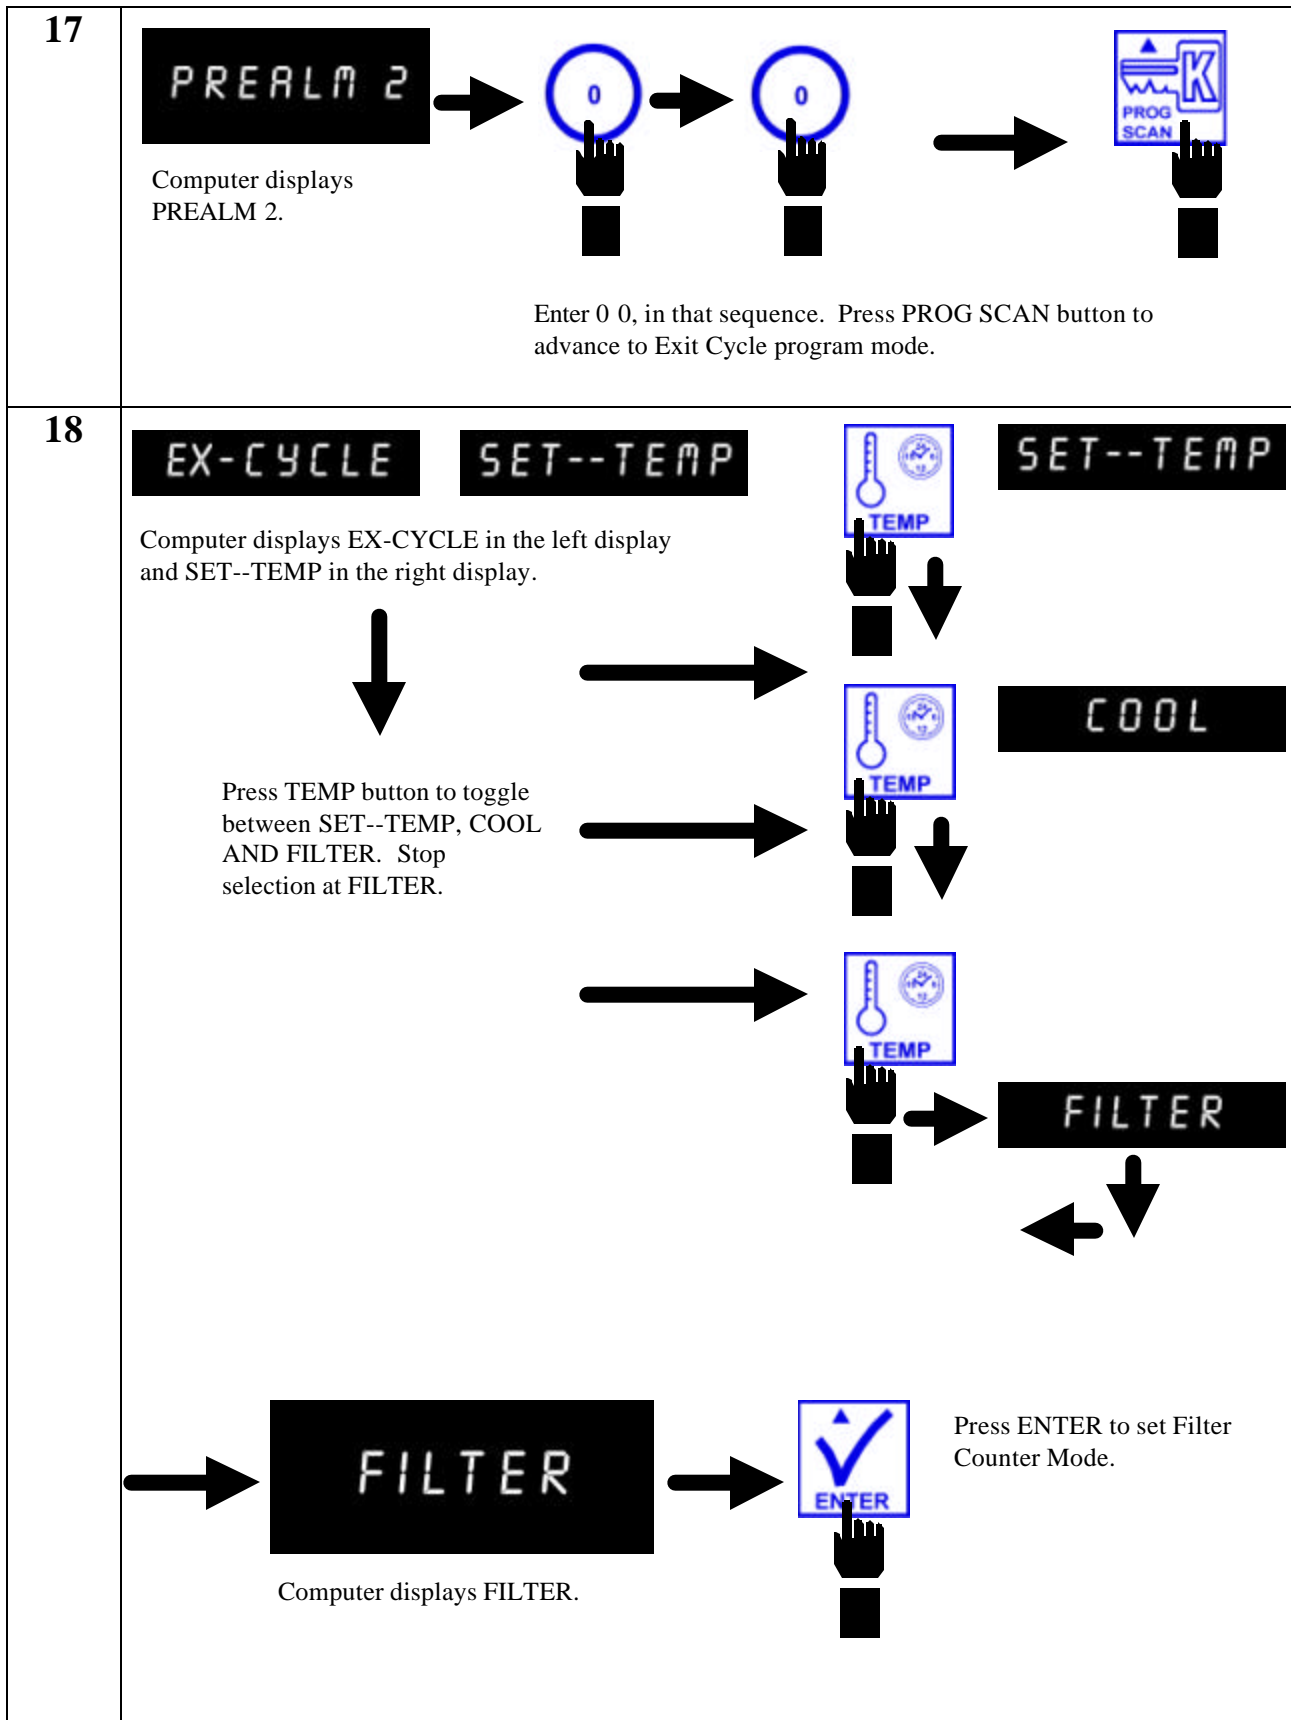 17
PREALM 2
0
0
PROG
SCAN
Computer displays
PREALM 2.
Enter 0 0, in that sequence. Press PROG SCAN button to
advance to Exit Cycle program mode.
18
EX-CYCLE
SET--TEMP
TEMP
SET--TEMP
Computer displays EX-CYCLE in the left display
and SET--TEMP in the right display.
TEMP
COOL
Press TEMP button to toggle
between SET--TEMP, COOL
AND FILTER. Stop
selection at FILTER.
TEMP
FILTER
FILTER
ENTER
Press ENTER to set Filter
Counter Mode.
Computer displays FILTER.